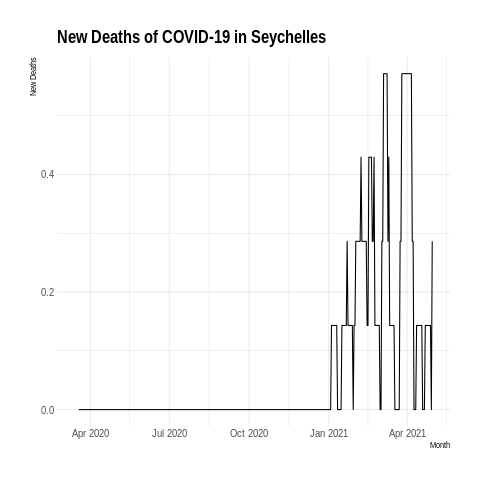 New Deaths of COVID-19 in Seychelles
New Deaths
0.4
0.2
0.0
Apr 2020 Jul 2020 Oct 2020 Jan 2021 Apr 2021
Month